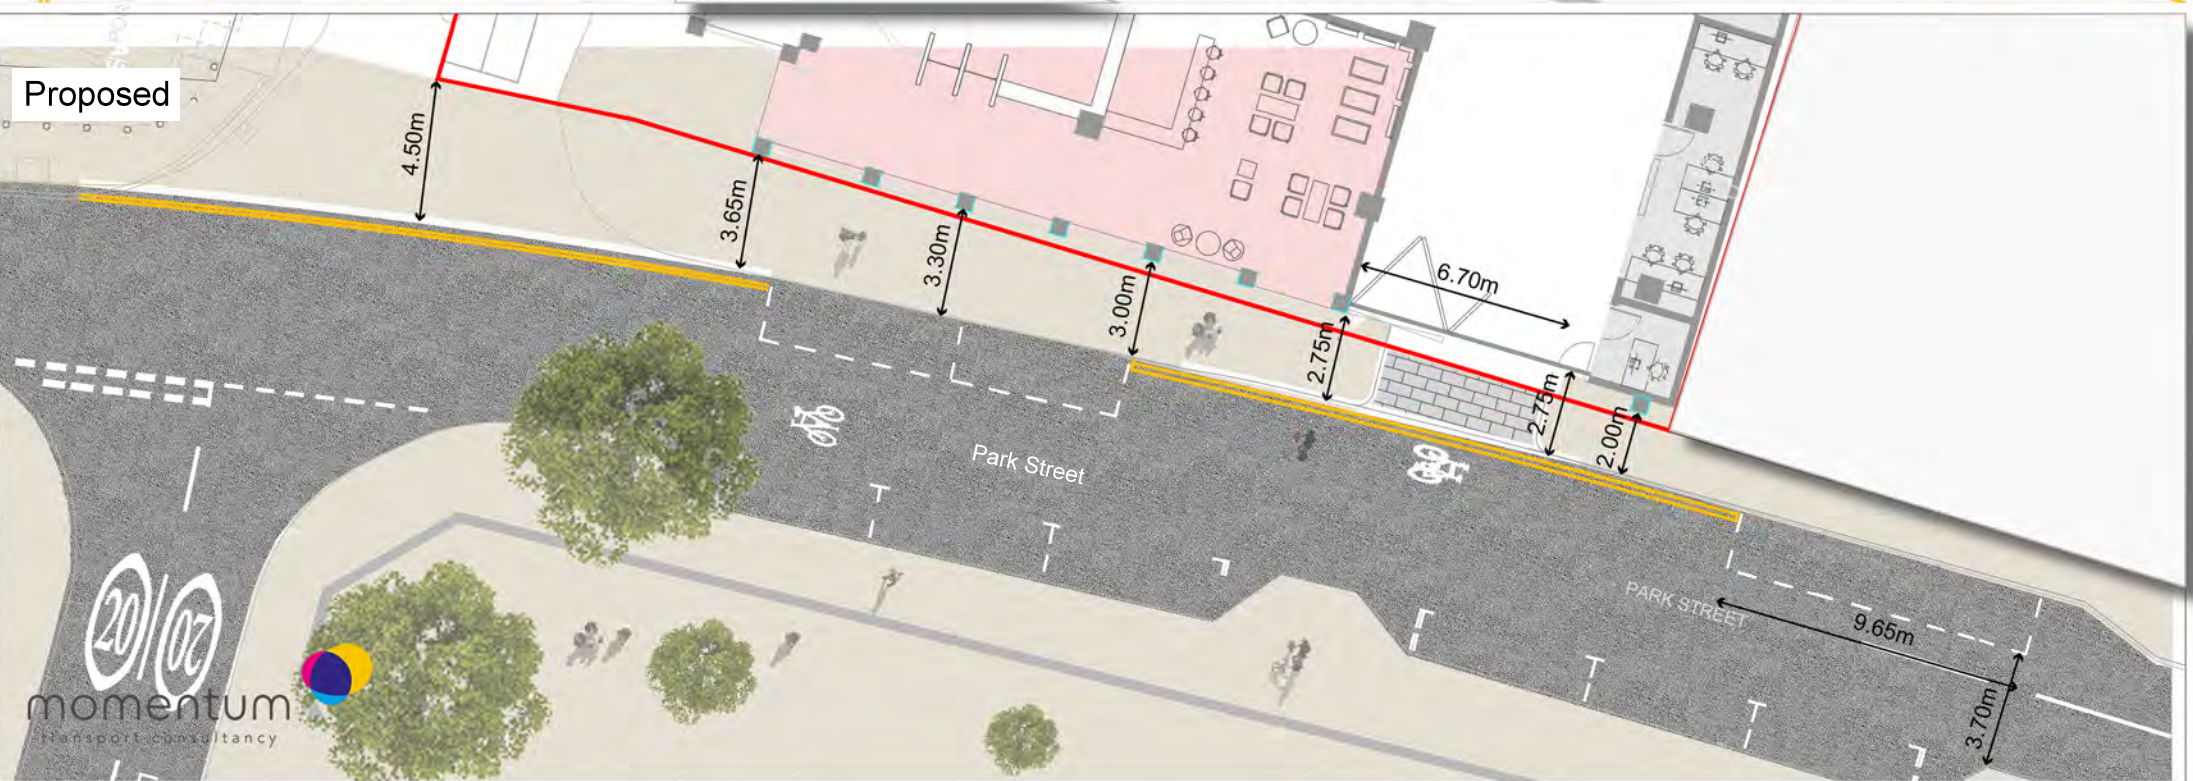 Proposed
4.50m
3.65m
3.30m
3.00m
2.75m
6.70m
2.75m
2.00m
Park Street
PARK STREET
9.65m
3.70m
20
20
momentum
transport consultancy